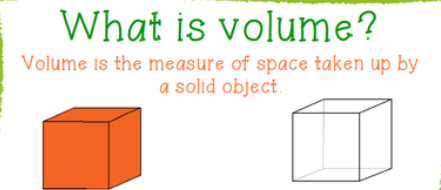 What is volume?
Volume is the measure of space taken up by
a solid object.